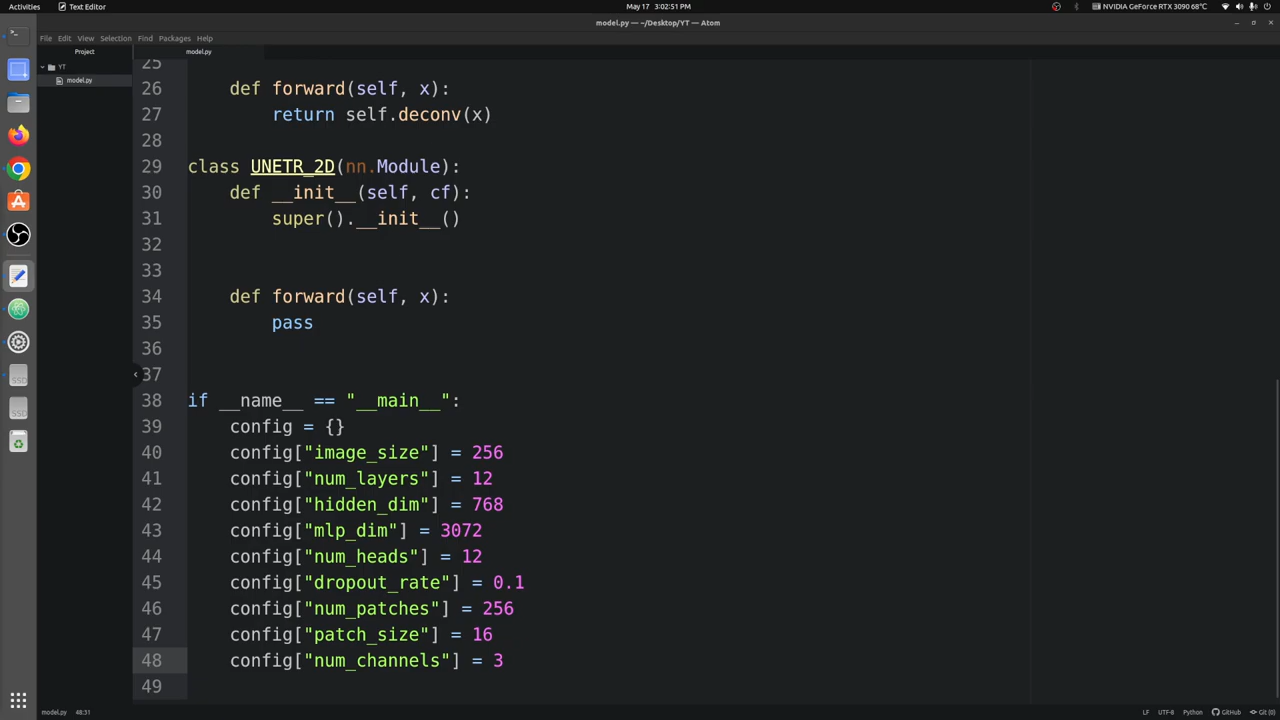 Activities
Text Editor
May 17 3:02:51 PM
NVIDIA GeForce RTX 3090 68°C
model.py — ~/Desktop/YT — Atom
File Edit View Selection Find Packages Help
Project
model.py
YT
model.py
25
26 def forward(self, x):
27 return self.deconv(x)
28
29 class UNETR_2D(nn.Module):
30 def __init__(self, cf):
31 super().__init__()
32
33
34 def forward(self, x):
35 pass
36
37
38 if __name__ == "__main__":
39 config = {}
40 config["image_size"] = 256
41 config["num_layers"] = 12
42 config["hidden_dim"] = 768
43 config["mlp_dim"] = 3072
44 config["num_heads"] = 12
45 config["dropout_rate"] = 0.1
46 config["num_patches"] = 256
47 config["patch_size"] = 16
48 config["num_channels"] = 3
49
model.py 48:31
LF UTF-8 Python GitHub Git (0)